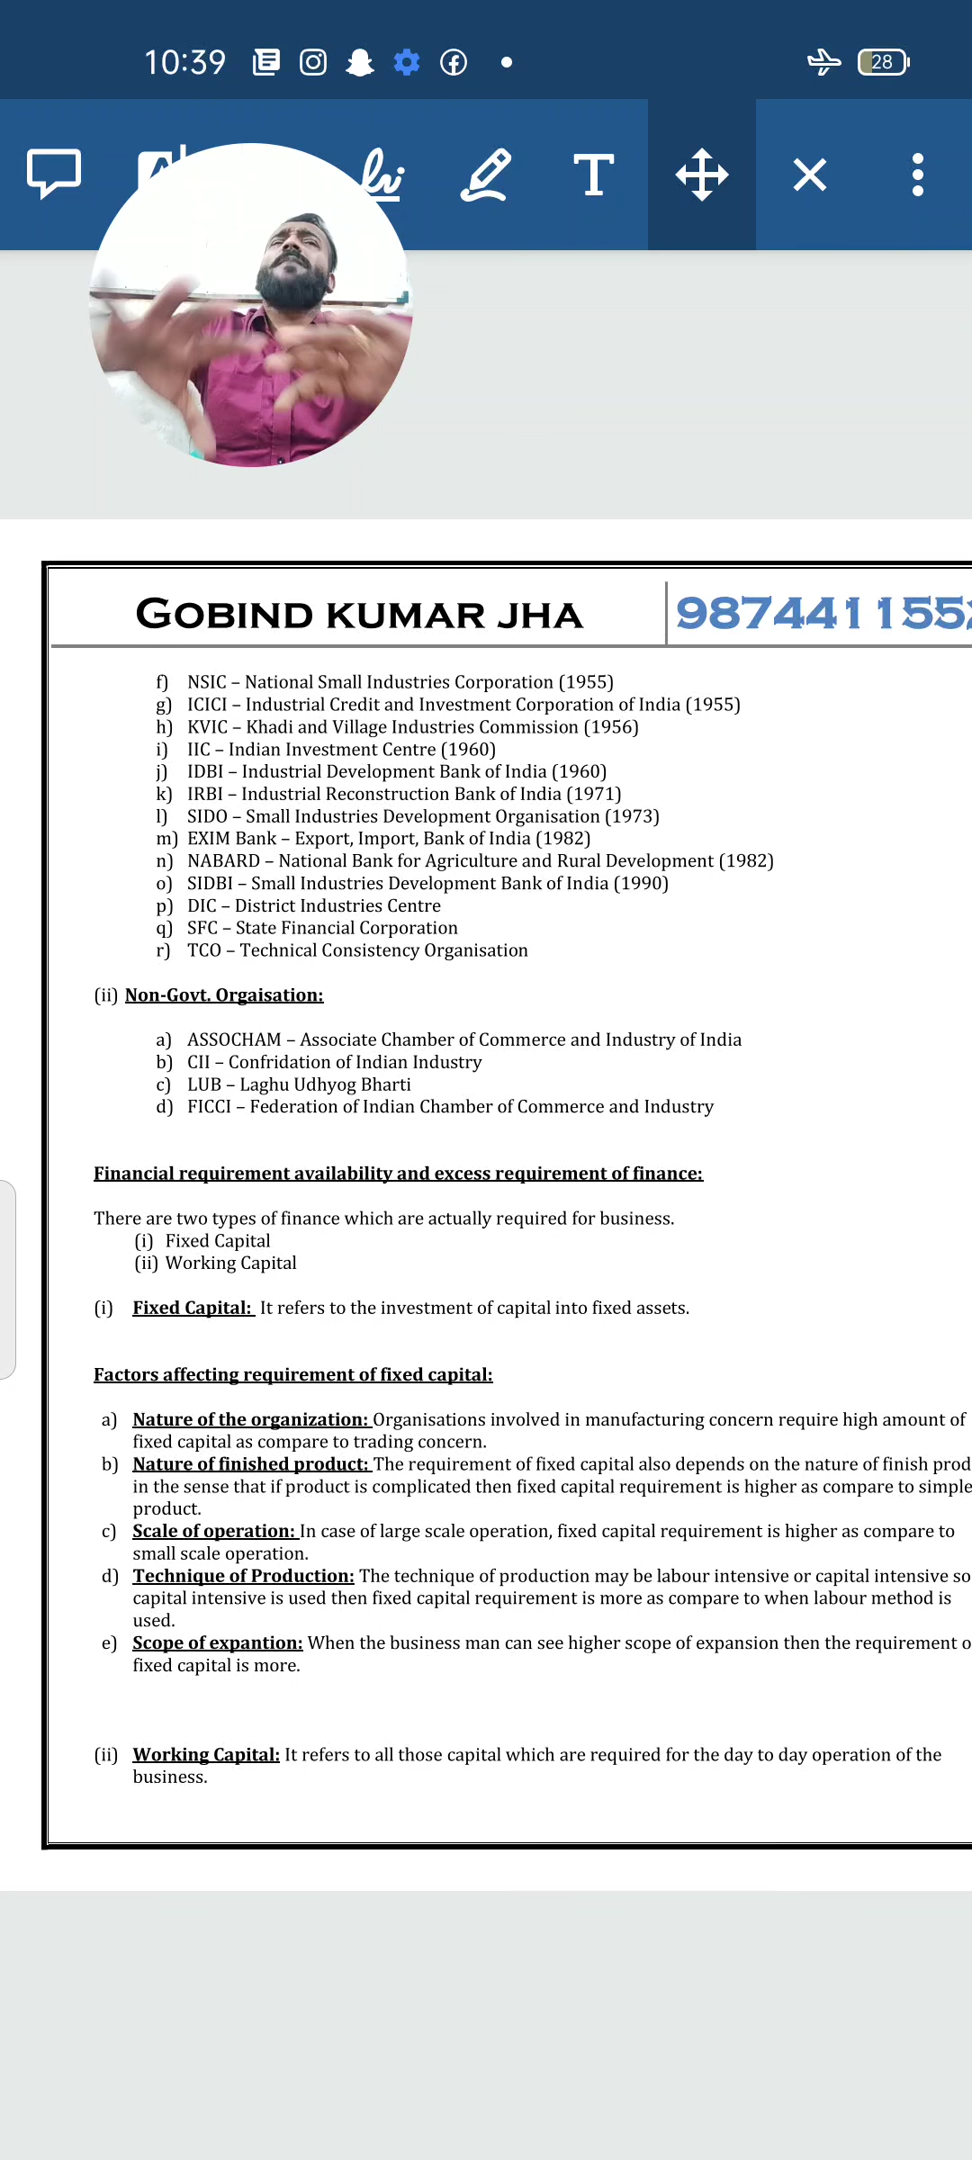 10:39
28
T
GOBIND KUMAR JHA
987441155
f) NSIC – National Small Industries Corporation (1955)
g) ICICI – Industrial Credit and Investment Corporation of India (1955)
h) KVIC – Khadi and Village Industries Commission (1956)
i) IIC – Indian Investment Centre (1960)
j) IDBI – Industrial Development Bank of India (1960)
k) IRBI – Industrial Reconstruction Bank of India (1971)
l) SIDO – Small Industries Development Organisation (1973)
m) EXIM Bank – Export, Import, Bank of India (1982)
n) NABARD – National Bank for Agriculture and Rural Development (1982)
o) SIDBI – Small Industries Development Bank of India (1990)
p) DIC – District Industries Centre
q) SFC – State Financial Corporation
r) TCO – Technical Consistency Organisation
(ii) Non-Govt. Orgaisation:
a) ASSOCHAM – Associate Chamber of Commerce and Industry of India
b) CII – Confridation of Indian Industry
c) LUB – Laghu Udhyog Bharti
d) FICCI – Federation of Indian Chamber of Commerce and Industry
Financial requirement availability and excess requirement of finance:
There are two types of finance which are actually required for business.
(i) Fixed Capital
(ii) Working Capital
(i) Fixed Capital: It refers to the investment of capital into fixed assets.
Factors affecting requirement of fixed capital:
a) Nature of the organization: Organisations involved in manufacturing concern require high amount of
fixed capital as compare to trading concern.
b) Nature of finished product: The requirement of fixed capital also depends on the nature of finish prod
in the sense that if product is complicated then fixed capital requirement is higher as compare to simple
product.
c) Scale of operation: In case of large scale operation, fixed capital requirement is higher as compare to
small scale operation.
d) Technique of Production: The technique of production may be labour intensive or capital intensive so
capital intensive is used then fixed capital requirement is more as compare to when labour method is
used.
e) Scope of expantion: When the business man can see higher scope of expansion then the requirement o
fixed capital is more.
(ii) Working Capital: It refers to all those capital which are required for the day to day operation of the
business.